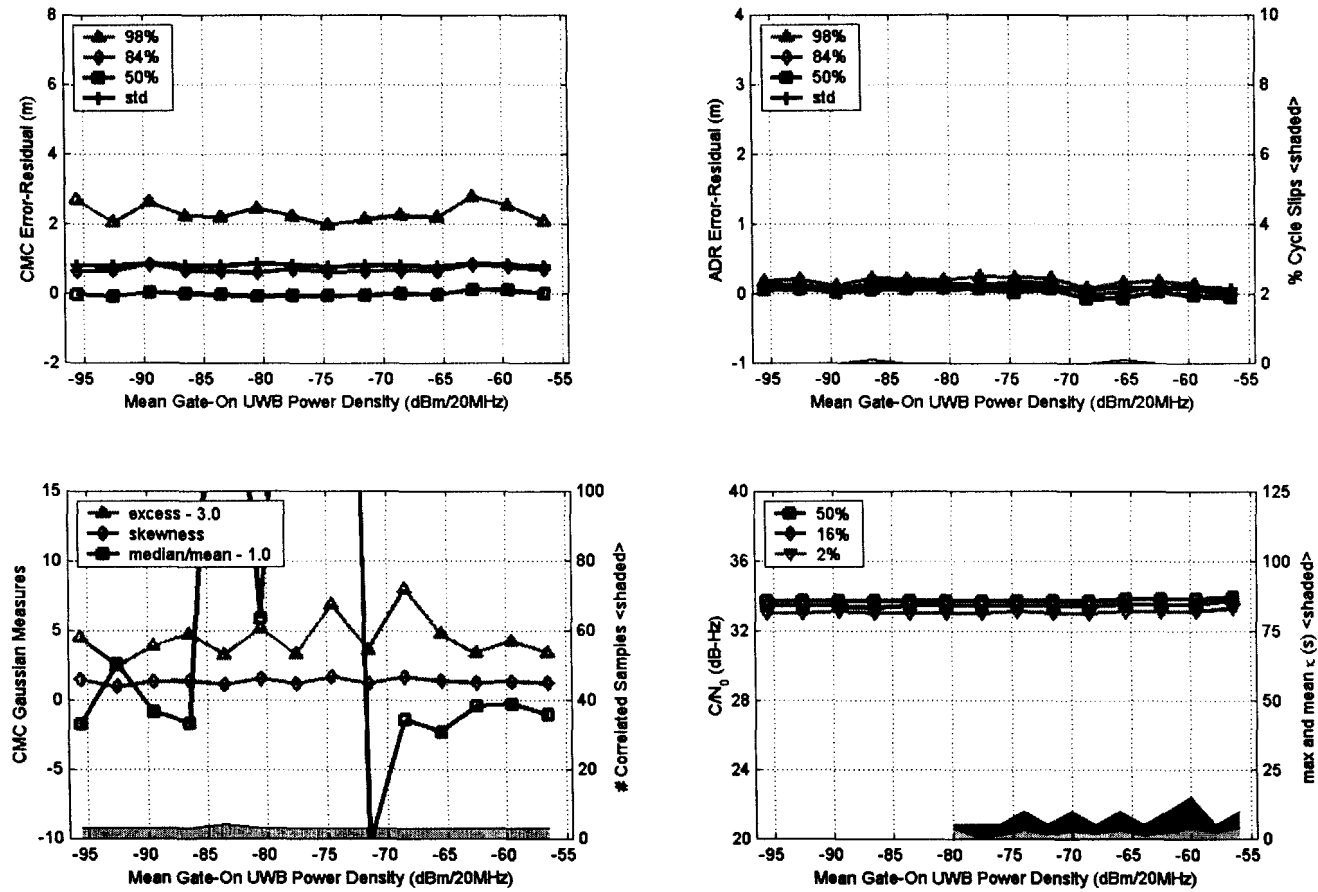 98%
84%
50%
std
8
6
4
2
0
-2
CMC Error-Residual (m)
-95 -90 -85 -80 -75 -70 -65 -60 -55
Mean Gate-On UWB Power Density (dBm/20MHz)
98%
84%
50%
std
4
3
2
1
0
-1
ADR Error-Residual (m)
10
8
6
4
2
0
% Cycle Slips <shaded>
-95 -90 -85 -80 -75 -70 -65 -60 -55
Mean Gate-On UWB Power Density (dBm/20MHz)
excess - 3.0
skewness
median/mean - 1.0
15
10
5
0
-5
-10
CMC Gaussian Measures
100
80
60
40
20
0
# Correlated Samples <shaded>
-95 -90 -85 -80 -75 -70 -65 -60 -55
Mean Gate-On UWB Power Density (dBm/20MHz)
50%
16%
2%
40
36
32
28
24
20
C/N0 (dB-Hz)
125
100
75
50
25
0
max and mean κ (s) <shaded>
-95 -90 -85 -80 -75 -70 -65 -60 -55
Mean Gate-On UWB Power Density (dBm/20MHz)